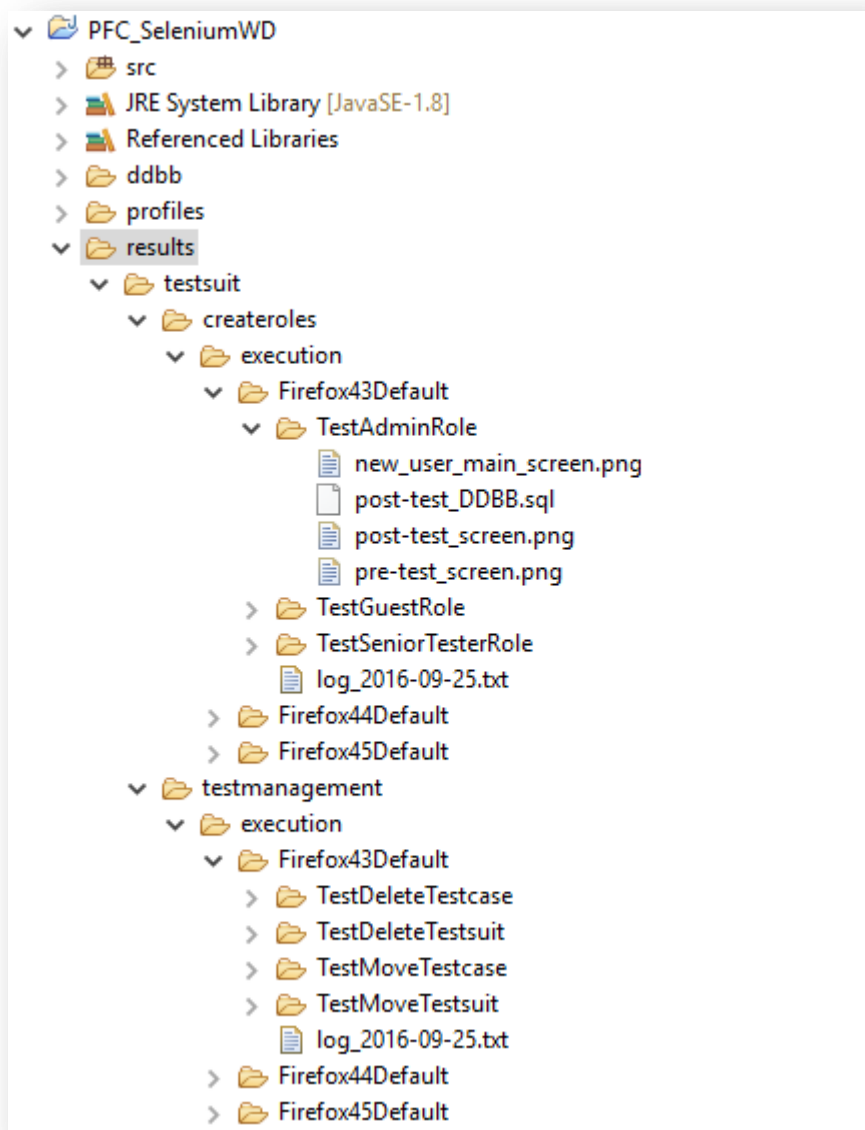 PFC_SeleniumWD
src
JRE System Library [JavaSE-1.8]
Referenced Libraries
ddbb
profiles
results
testsuit
createroles
execution
Firefox43Default
TestAdminRole
new_user_main_screen.png
post-test_DDBB.sql
post-test_screen.png
pre-test_screen.png
TestGuestRole
TestSeniorTesterRole
log_2016-09-25.txt
Firefox44Default
Firefox45Default
testmanagement
execution
Firefox43Default
TestDeleteTestcase
TestDeleteTestsuit
TestMoveTestcase
TestMoveTestsuit
log_2016-09-25.txt
Firefox44Default
Firefox45Default